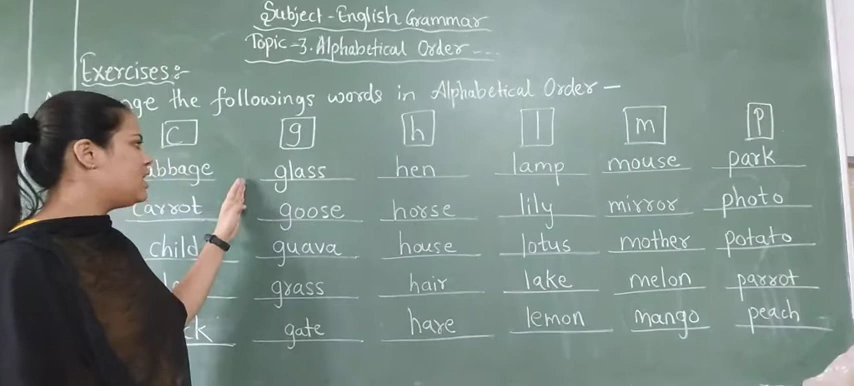 Subject - English Grammar
Topic - 3. Alphabetical Order ---
Exercises:-
the followings words in Alphabetical Order -
c g h l m P
glass hen lamp mouse park
carrot goose horse lily mirror photo
child guava house lotus mother potato
grass hair lake melon parrot
gate hare lemon mango peach